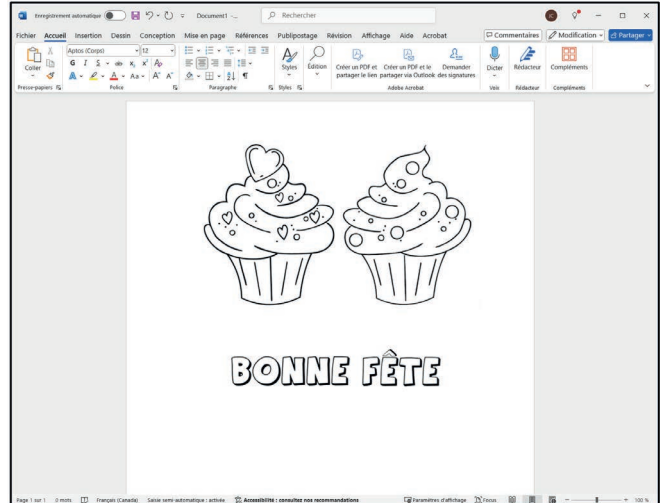 Enregistrement automatique Document1 -... Rechercher
Fichier Accueil Insertion Dessin Conception Mise en page Références Publipostage Révision Affichage Aide Acrobat Commentaires Modification Partager
Coller Aptos (Corps) 12 Styles Édition Créer un PDF et Créer un PDF et le Demander Dicter Rédacteur Compléments
G I S ab x₂ x² partager le lien partager via Outlook des signatures
A A Aa A A
Presse-papiers Police Paragraphe Styles Adobe Acrobat Voix Rédacteur Compléments
BONNE FÊTE
Page 1 sur 1 0 mots Français (Canada) Saisie semi-automatique : activée Accessibilité : consultez nos recommandations Paramètres d'affichage Focus 100 %